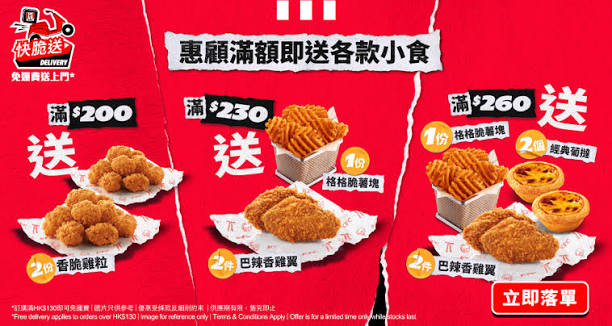 快脆送
DELIVERY
免運費送上門*
惠顧滿額即送各款小食
滿 $200
送
2份 香脆雞粒
滿 $230
送
1份
格格脆薯塊
2件 巴辣香雞翼
滿 $260 送
1份 格格脆薯塊
2個 經典葡撻
2件 巴辣香雞翼
立即落單
*訂購滿HK$130即可免運費 | 圖片只供參考 | 優惠受條款及細則約束 | 供應期有限，售完即止
*Free delivery applies to orders over HK$130 | Image for reference only | Terms & Conditions Apply | Offer is for a limited time only while stocks last